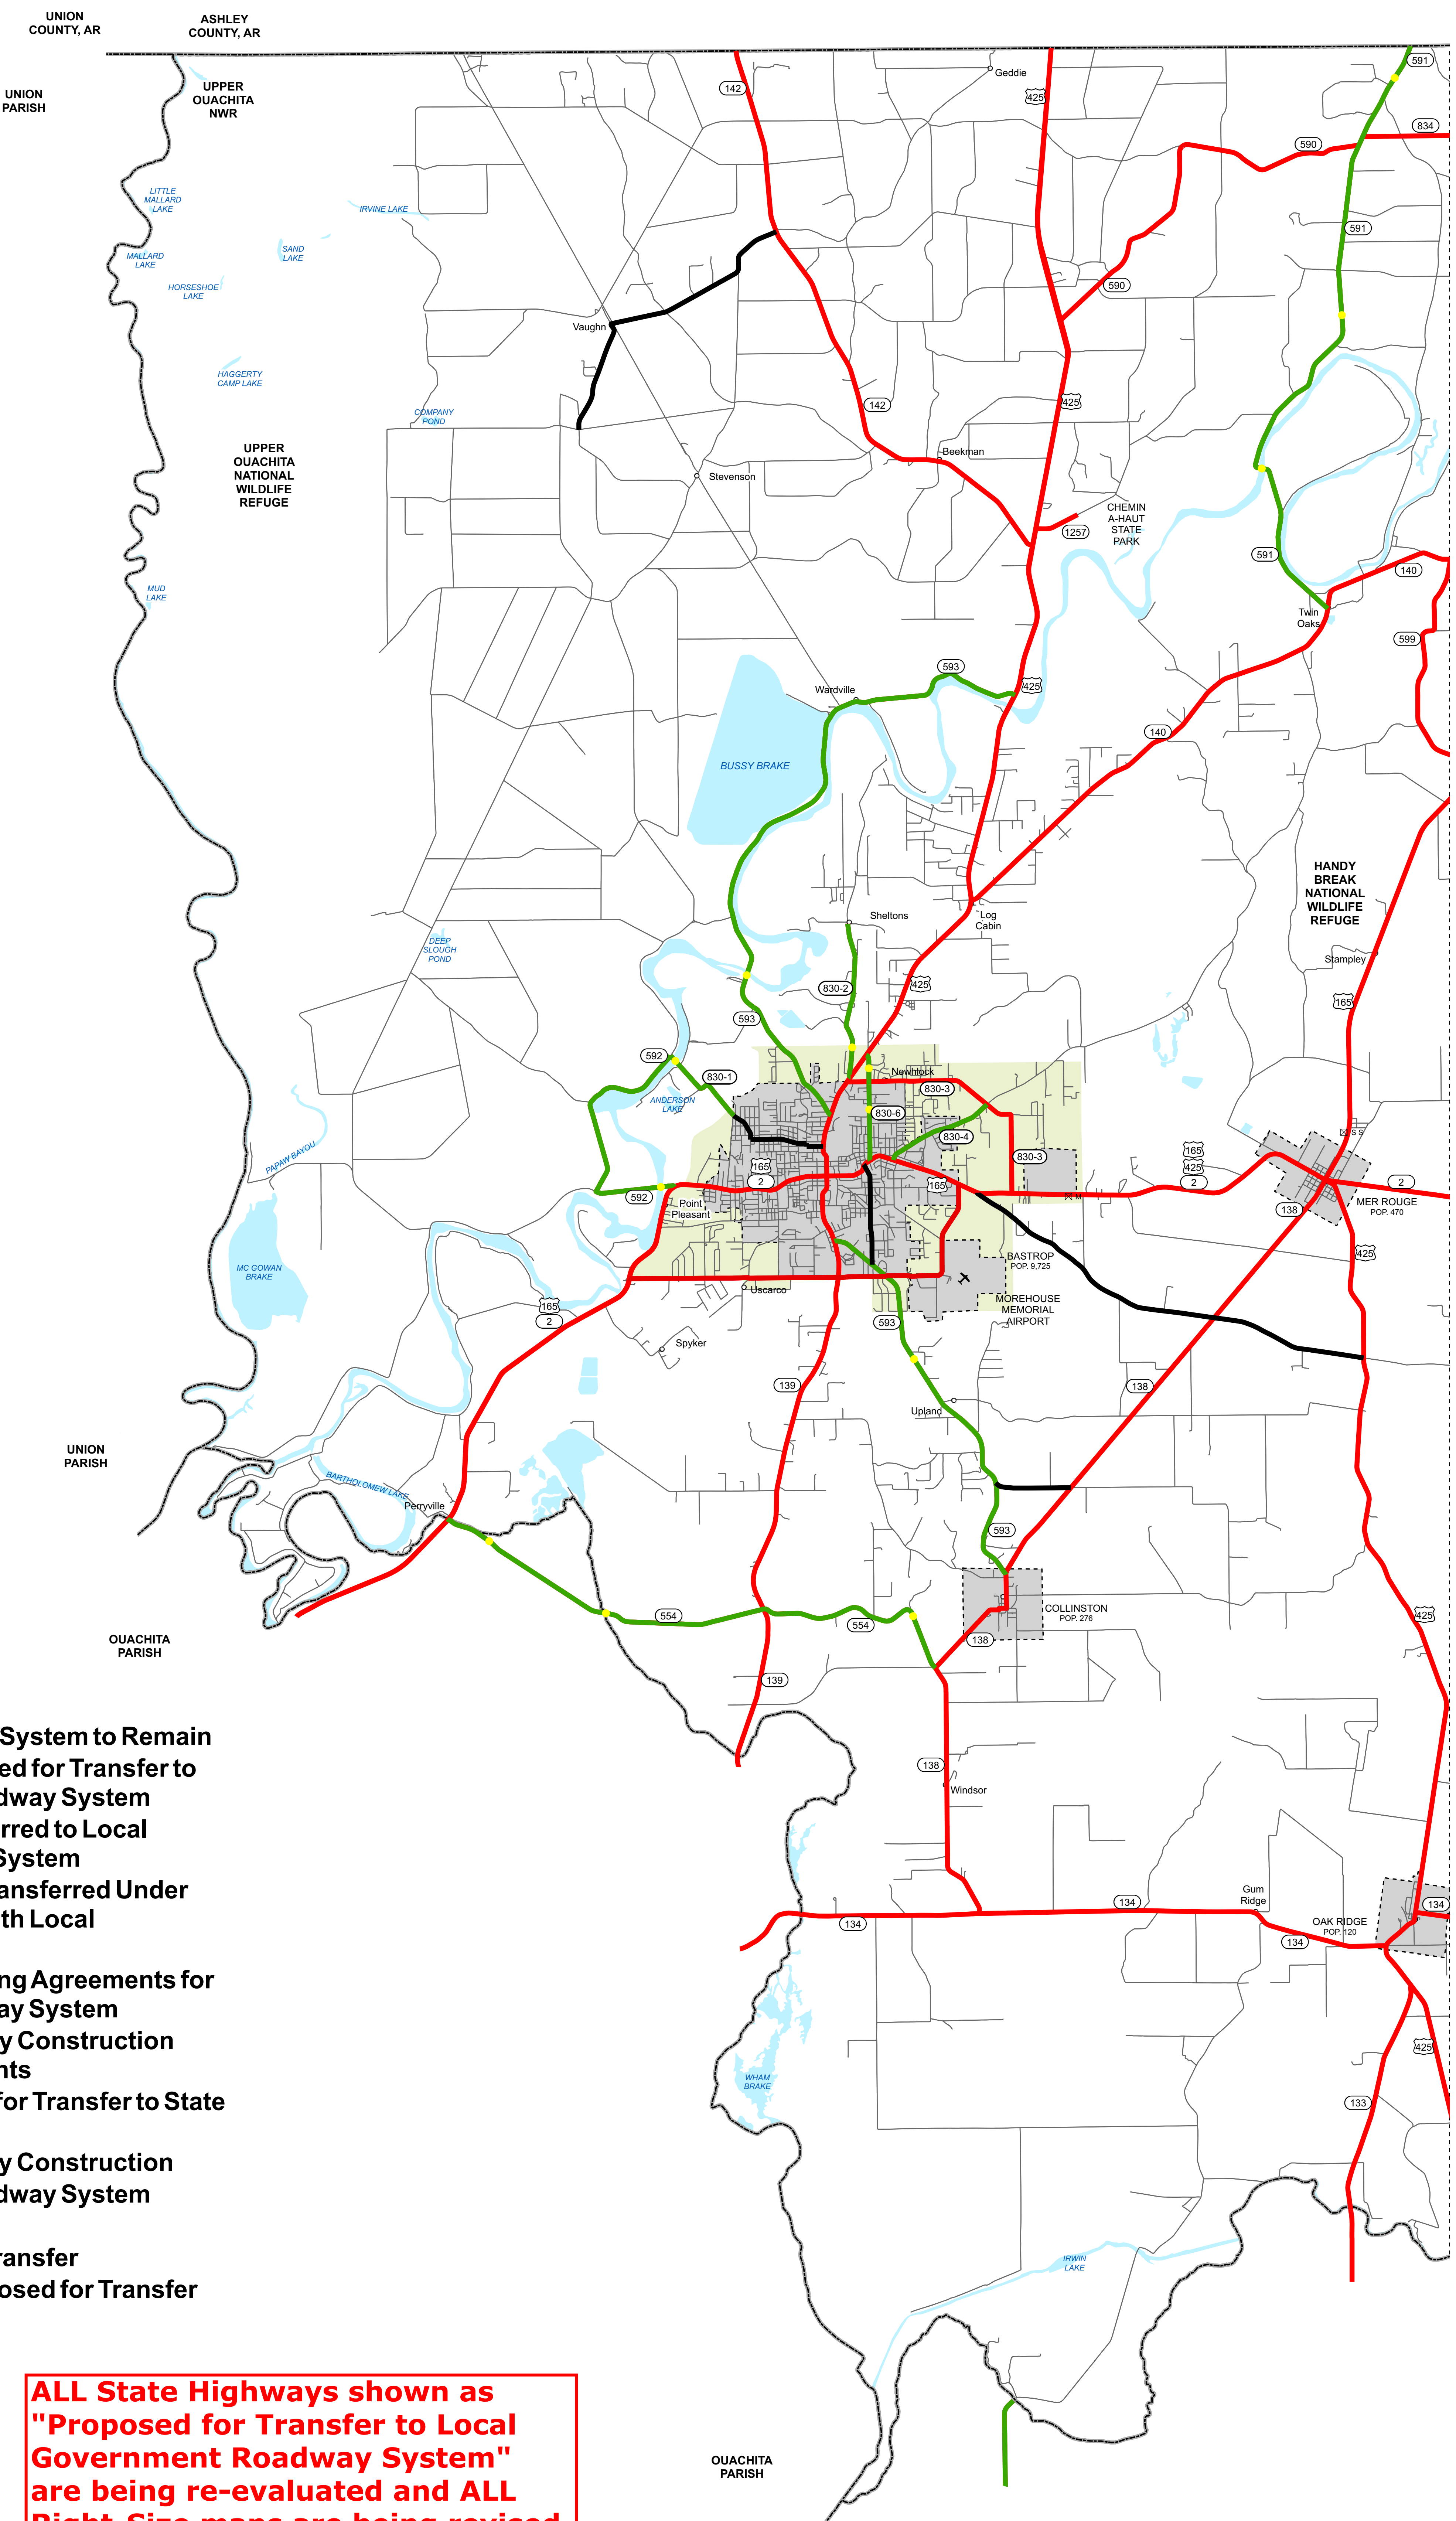 UNION
COUNTY, AR
ASHLEY
COUNTY, AR
UNION
PARISH
UPPER
OUACHITA
NWR
142
Geddie
425
591
834
590
LITTLE
MALLARD
LAKE
IRVINE LAKE
SAND
LAKE
MALLARD
LAKE
HORSESHOE
LAKE
591
590
Vaughn
HAGGERTY
CAMP LAKE
COMPANY
POND
142
425
UPPER
OUACHITA
NATIONAL
WILDLIFE
REFUGE
Beekman
Stevenson
CHEMIN
A-HAUT
STATE
PARK
1257
591
140
MUD
LAKE
Twin
Oaks
599
593
425
Wardville
140
BUSSY BRAKE
HANDY
BREAK
NATIONAL
WILDLIFE
REFUGE
Sheltons
Log
Cabin
DEEP
SLOUGH
POND
Stampley
830-2
425
165
593
592
830-1
Newhlock
830-3
ANDERSON
LAKE
830-6
830-4
S S
PAPAW BAYOU
165
2
830-3
165
425
2
165
592
M
2
Point
Pleasant
138
MER ROUGE
POP. 470
BASTROP
POP. 9,725
425
MC GOWAN
BRAKE
Uscarco
MOREHOUSE
MEMORIAL
AIRPORT
165
2
593
Spyker
139
138
Upland
UNION
PARISH
BARTHOLOMEW LAKE
Perryville
593
COLLINSTON
POP. 276
554
554
425
138
OUACHITA
PARISH
139
System to Remain
ed for Transfer to
dway System
138
Windsor
rred to Local
System
ansferred Under
th Local
Gum
Ridge
134
134
134
OAK RIDGE
POP. 120
134
ng Agreements for
ay System
y Construction
nts
425
WHAM
BRAKE
for Transfer to State
133
y Construction
dway System
ransfer
osed for Transfer
IRWIN
LAKE
ALL State Highways shown as
"Proposed for Transfer to Local
Government Roadway System"
are being re-evaluated and ALL
Right-Size maps are being revised
OUACHITA
PARISH